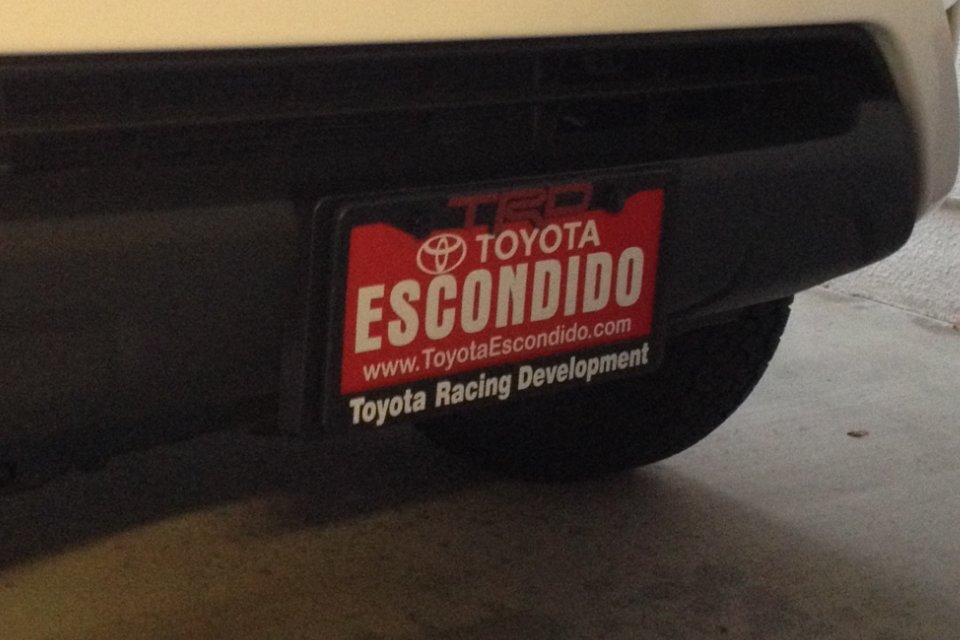 TRD
TOYOTA
ESCONDIDO
www.ToyotaEscondido.com
Toyota Racing Development